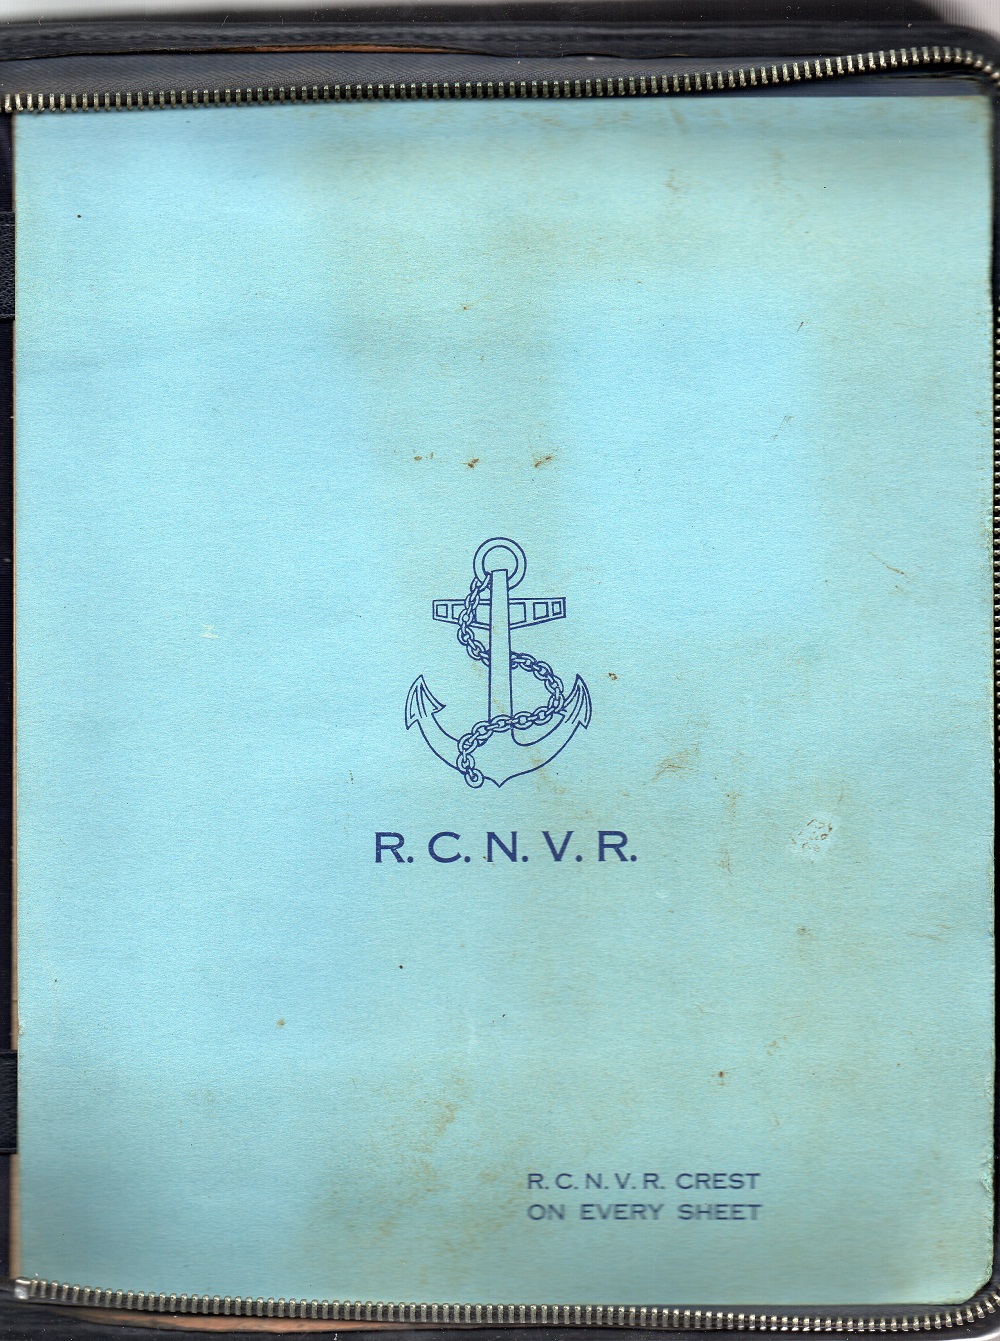 R. C. N. V. R.
R. C. N. V. R. CREST
ON EVERY SHEET